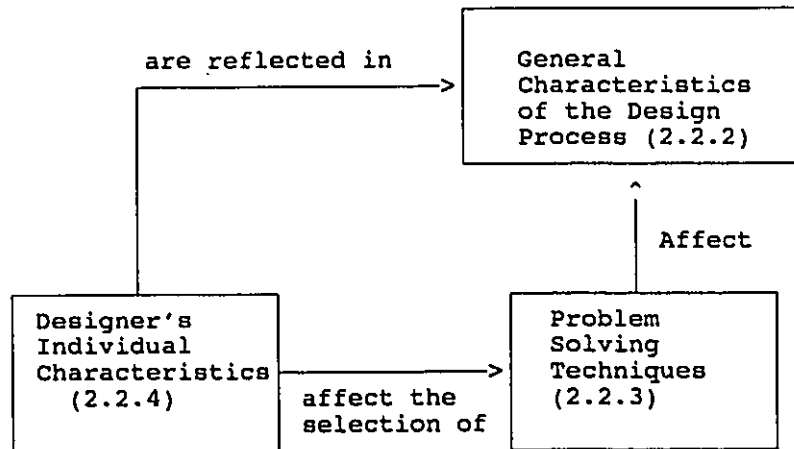 are reflected in
General
Characteristics
of the Design
Process (2.2.2)
Affect
Designer's
Individual
Characteristics
(2.2.4)
affect the
selection of
Problem
Solving
Techniques
(2.2.3)